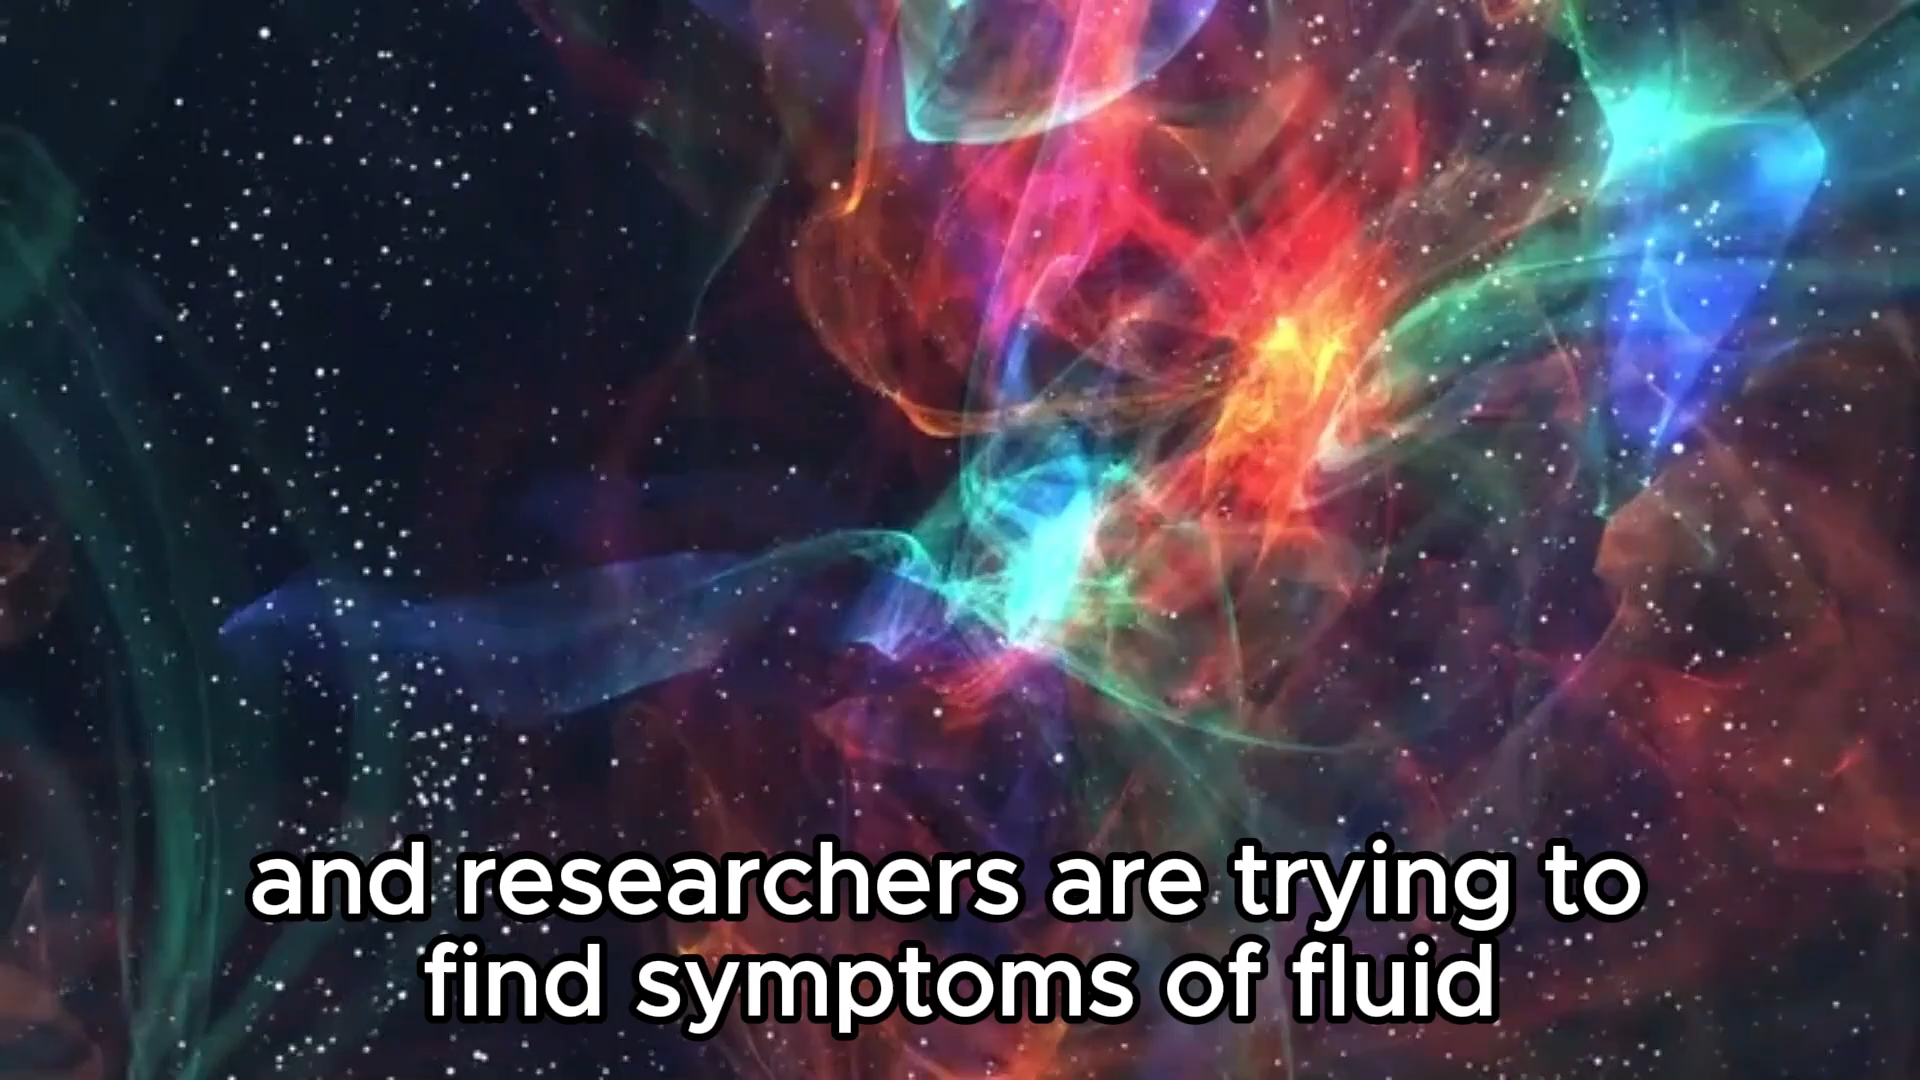 and researchers are trying to
find symptoms of fluid